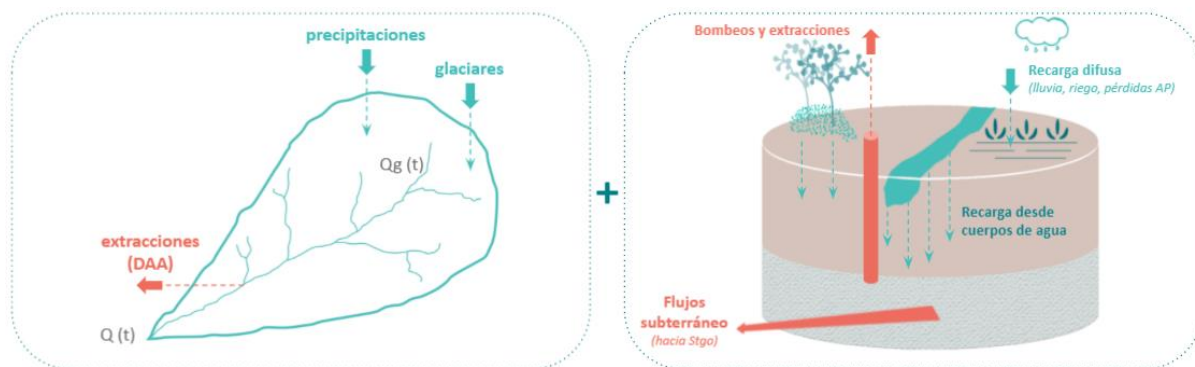 precipitaciones
glaciares
Qg (t)
extracciones
(DAA)
Q (t)
+
Bombeos y extracciones
Recarga difusa
(lluvia, riego, pérdidas AP)
Recarga desde
cuerpos de agua
Flujos
subterráneo
(hacia Stgo)